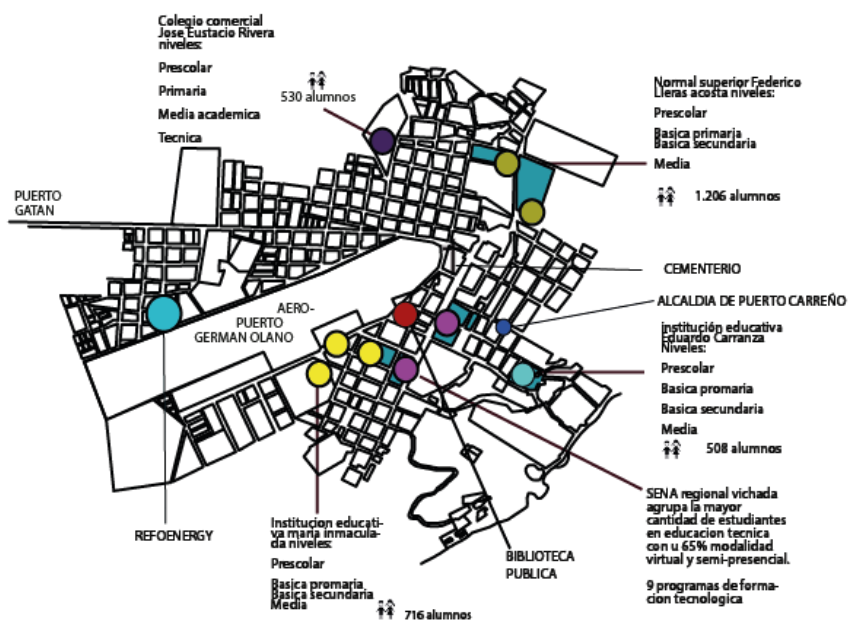 Colegio comercial
Jose Eustacio Rivera
niveles:
Prescolar
Primaria
Media academica
Tecnica
530 alumnos
Normal superior Federico
Lleras acosta niveles:
Prescolar
Basica primaria
Basica secundaria
Media
1.206 alumnos
PUERTO
GATAN
CEMENTERIO
ALCALDIA DE PUERTO CARREÑO
AERO-
PUERTO
GERMAN OLANO
institución educativa
Eduardo Carranza
Niveles:
Prescolar
Basica promaria
Basica secundaria
Media
508 alumnos
SENA regional vichada
agrupa la mayor
cantidad de estudiantes
en educacion tecnica
con u 65% modalidad
virtual y semi-presencial.
9 programas de forma-
cion tecnologica
REFOENERGY
Institucion educati-
va maria inmacula-
da niveles:
Prescolar
Basica promaria
Basica secundaria
Media
716 alumnos
BIBLIOTECA
PUBLICA